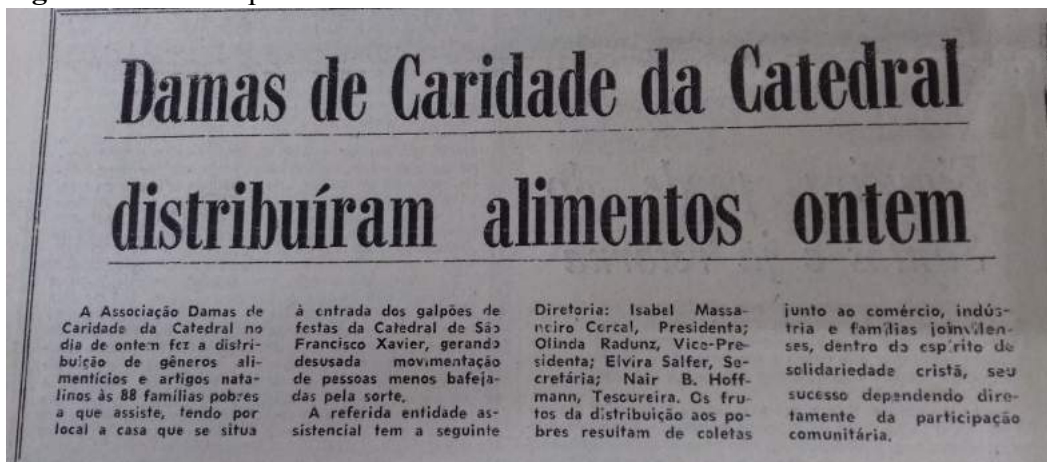 Damas de Caridade da Catedral
distribuíram alimentos ontem
A Associação Damas de
Caridade da Catedral no
dia de ontem fez a distri-
buição de gêneros ali-
mentícios e artigos nata-
linos às 88 famílias pobres
a que assiste, tendo por
local a casa que se situa
à entrada dos galpões de
festas da Catedral de São
Francisco Xavier, gerando
desusada movimentação
de pessoas menos bafeja-
das pela sorte.
A referida entidade as-
sistencial tem a seguinte
Diretoria: Isabel Massa-
neiro Corcal, Presidenta;
Olinda Radunz, Vice-Pre-
sidenta; Elvira Salfer, Se-
cretária; Nair B. Hoff-
mann, Tesoureira. Os fru-
tos da distribuição aos po-
bres resultam de coletas
junto ao comércio, indús-
tria e famílias joinvilen-
ses, dentro do espírito de
solidariedade cristã, seu
sucesso dependendo dire-
tamente da participação
comunitária.